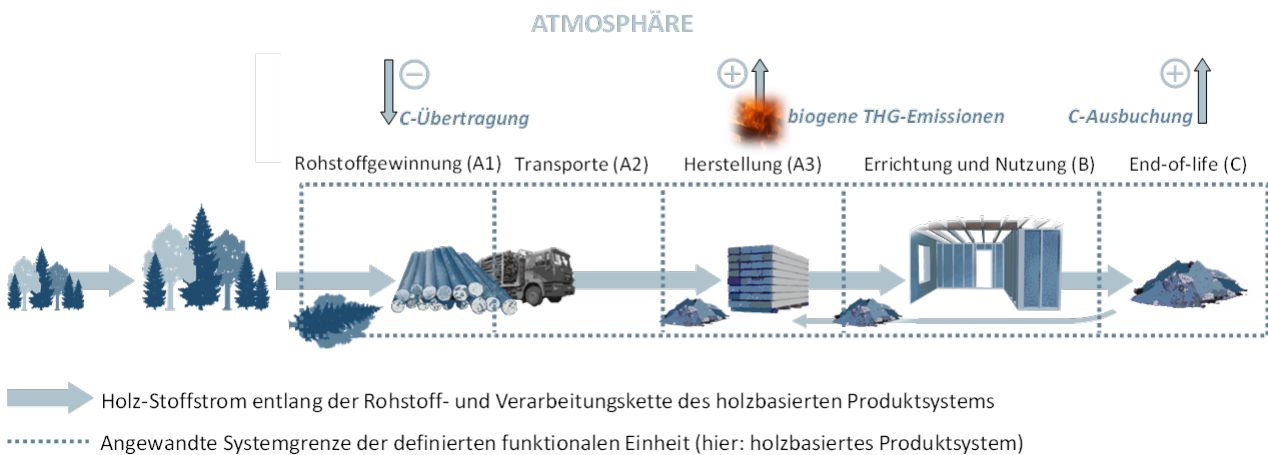 ATMOSPHÄRE
C-Übertragung
biogene THG-Emissionen
C-Ausbuchung
Rohstoffgewinnung (A1)
Transporte (A2)
Herstellung (A3)
Errichtung und Nutzung (B)
End-of-life (C)
Holz-Stoffstrom entlang der Rohstoff- und Verarbeitungskette des holzbasierten Produktsystems
Angewandte Systemgrenze der definierten funktionalen Einheit (hier: holzbasiertes Produktsystem)